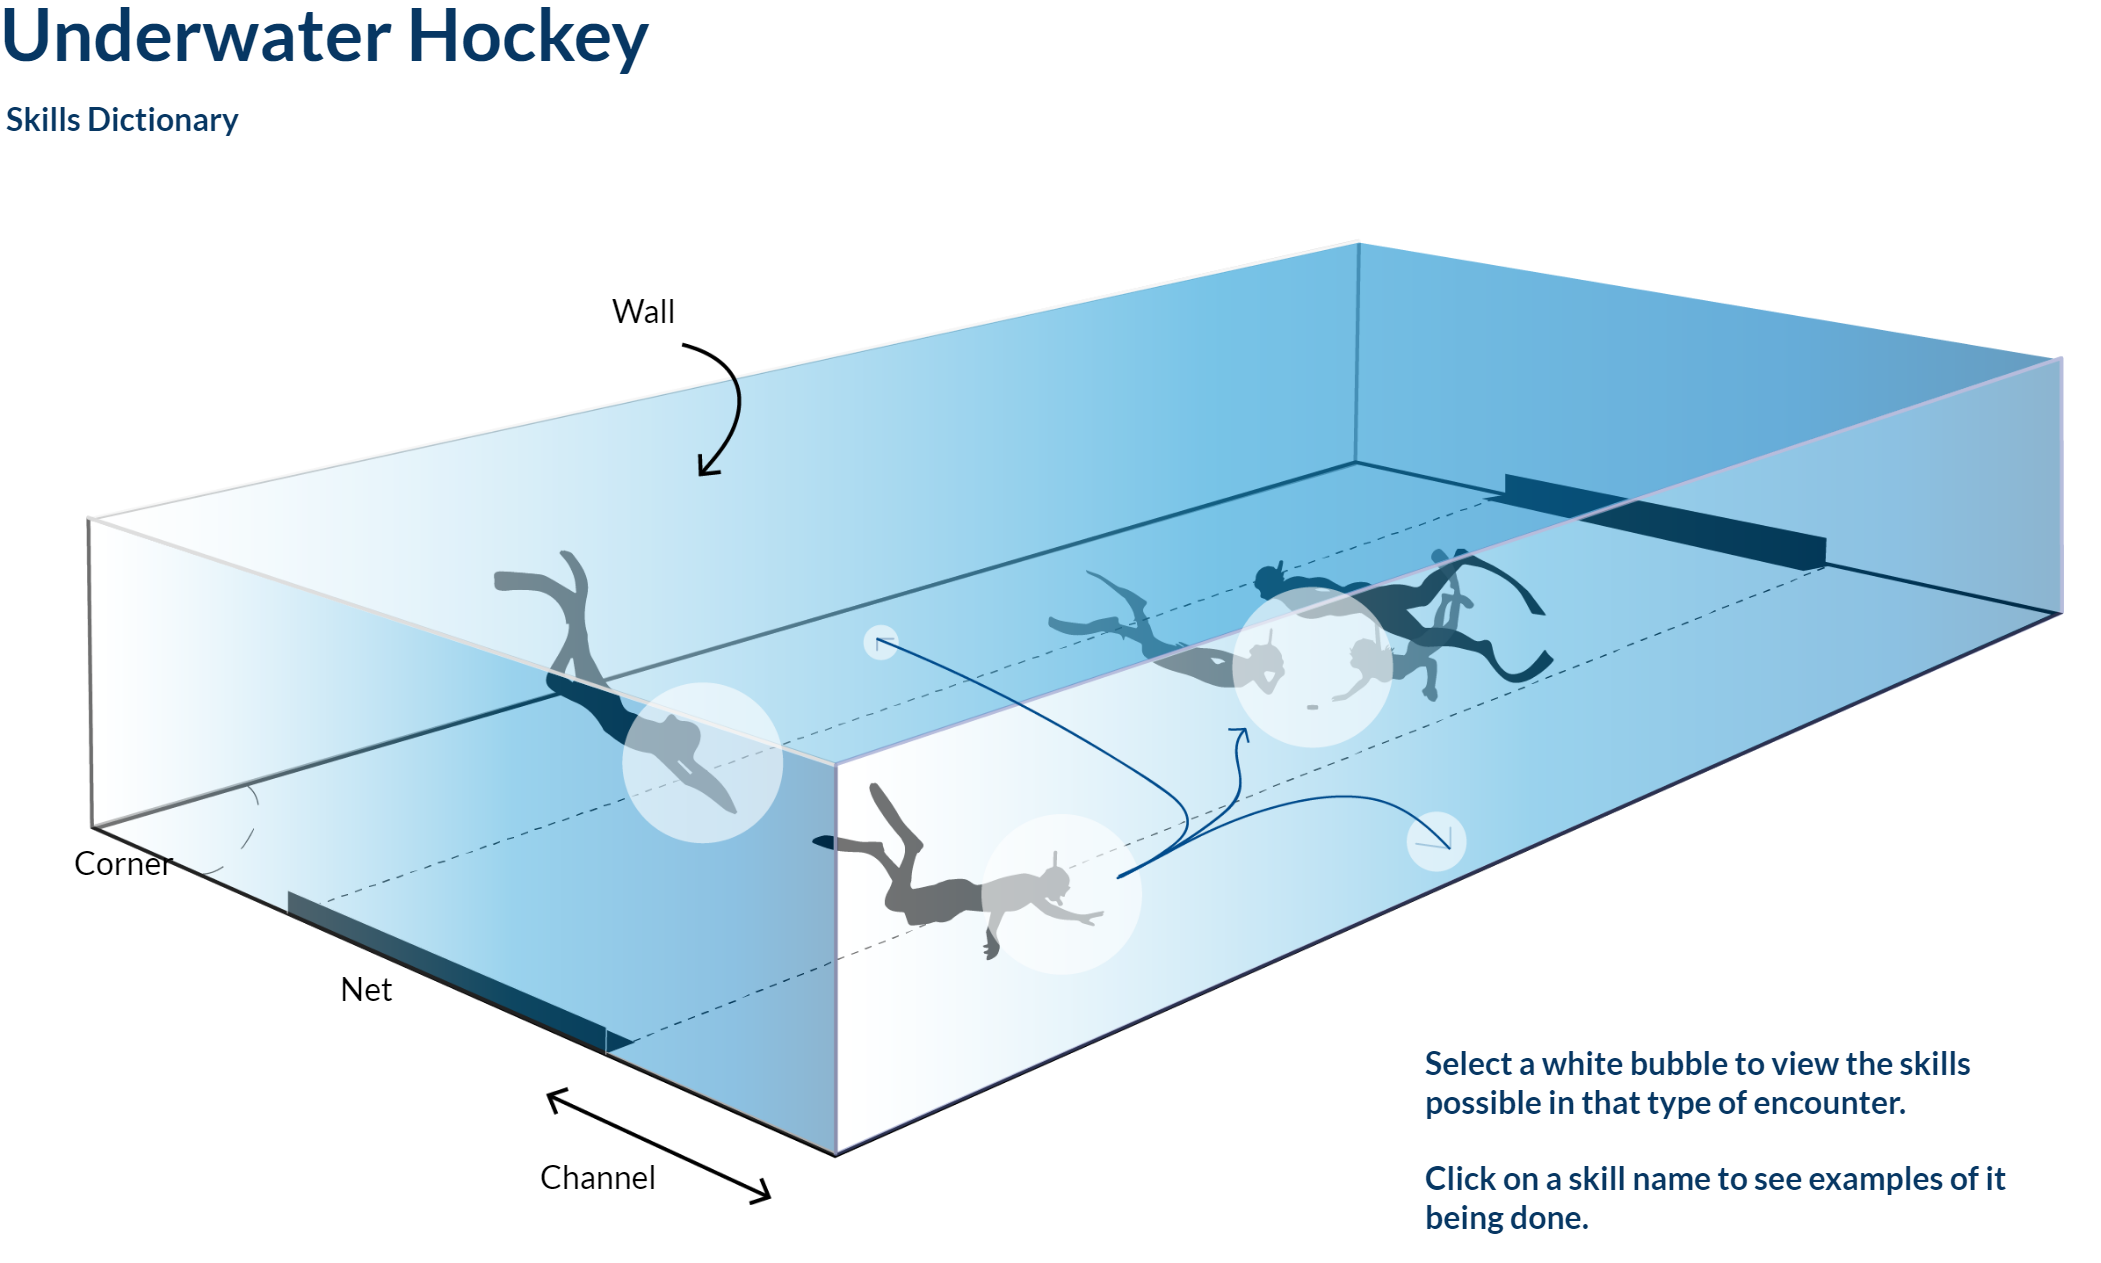 Underwater Hockey
Skills Dictionary
Wall
Corner
Net
Channel
Select a white bubble to view the skills
possible in that type of encounter.
Click on a skill name to see examples of it
being done.